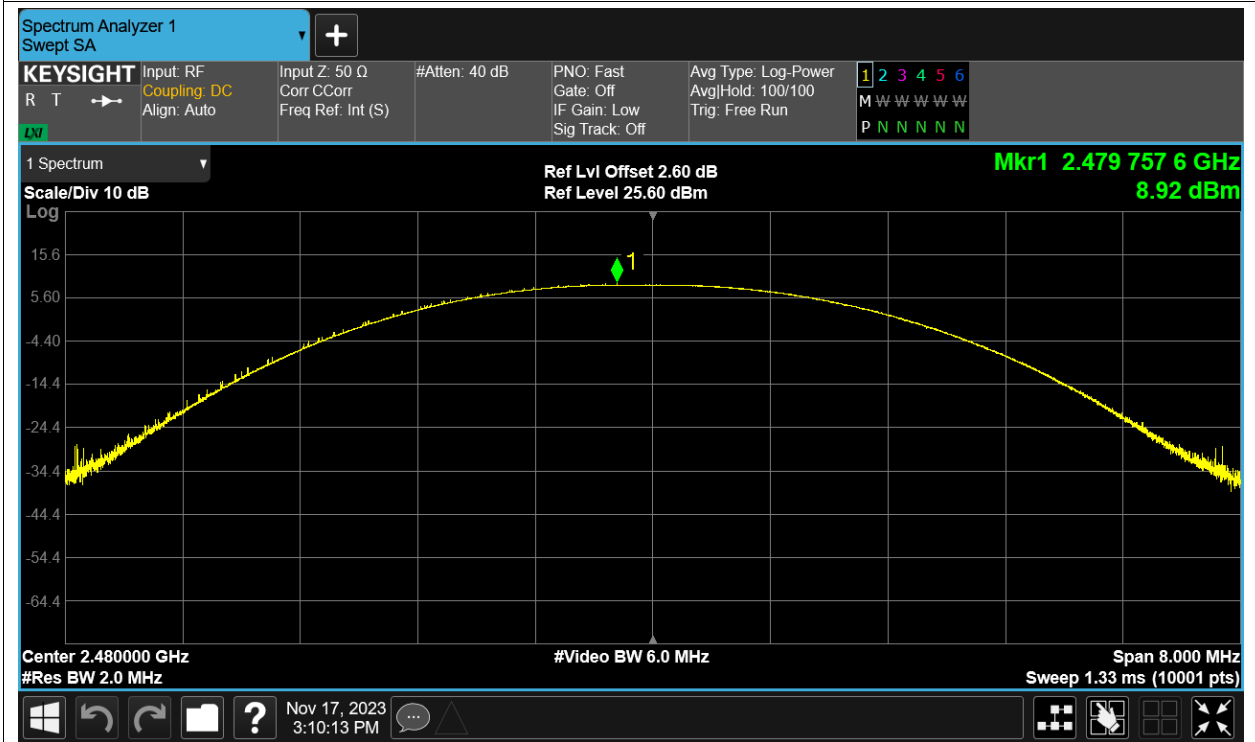 Spectrum Analyzer 1
Swept SA
KEYSIGHT
R T
LXI
Input: RF
Coupling: DC
Align: Auto
Input Z: 50 Ω
Corr CCorr
Freq Ref: Int (S)
#Atten: 40 dB
PNO: Fast
Gate: Off
IF Gain: Low
Sig Track: Off
Avg Type: Log-Power
Avg|Hold: 100/100
Trig: Free Run
1 2 3 4 5 6
M W W W W W
P N N N N N
1 Spectrum
Scale/Div 10 dB
Log
Ref Lvl Offset 2.60 dB
Ref Level 25.60 dBm
Mkr1 2.479 757 6 GHz
8.92 dBm
1
15.6
5.60
-4.40
-14.4
-24.4
-34.4
-44.4
-54.4
-64.4
Center 2.480000 GHz
#Res BW 2.0 MHz
#Video BW 6.0 MHz
Span 8.000 MHz
Sweep 1.33 ms (10001 pts)
?
Nov 17, 2023
3:10:13 PM